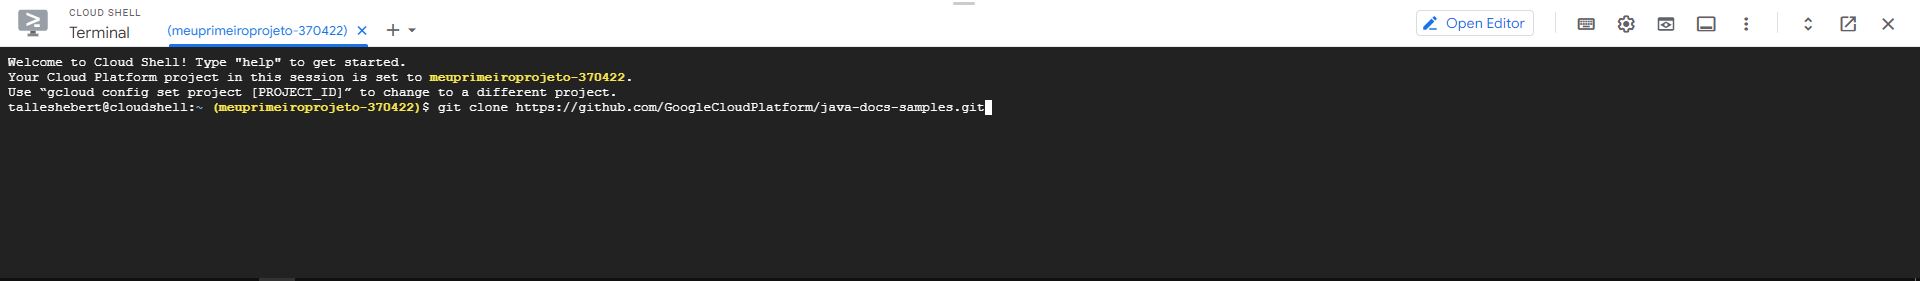 CLOUD SHELL
Terminal
(meuprimeiroprojeto-370422)
Open Editor
Welcome to Cloud Shell! Type "help" to get started.
Your Cloud Platform project in this session is set to meuprimeiroprojeto-370422.
Use “gcloud config set project [PROJECT_ID]” to change to a different project.
talleshebert@cloudshell:~ (meuprimeiroprojeto-370422)$ git clone https://github.com/GoogleCloudPlatform/java-docs-samples.git